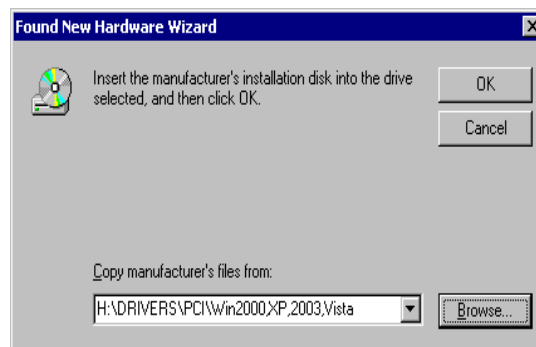 Found New Hardware Wizard
Insert the manufacturer's installation disk into the drive
selected, and then click OK.
OK
Cancel
Copy manufacturer's files from:
H:\DRIVERS\PCI\Win2000,XP,2003,Vista
Browse...